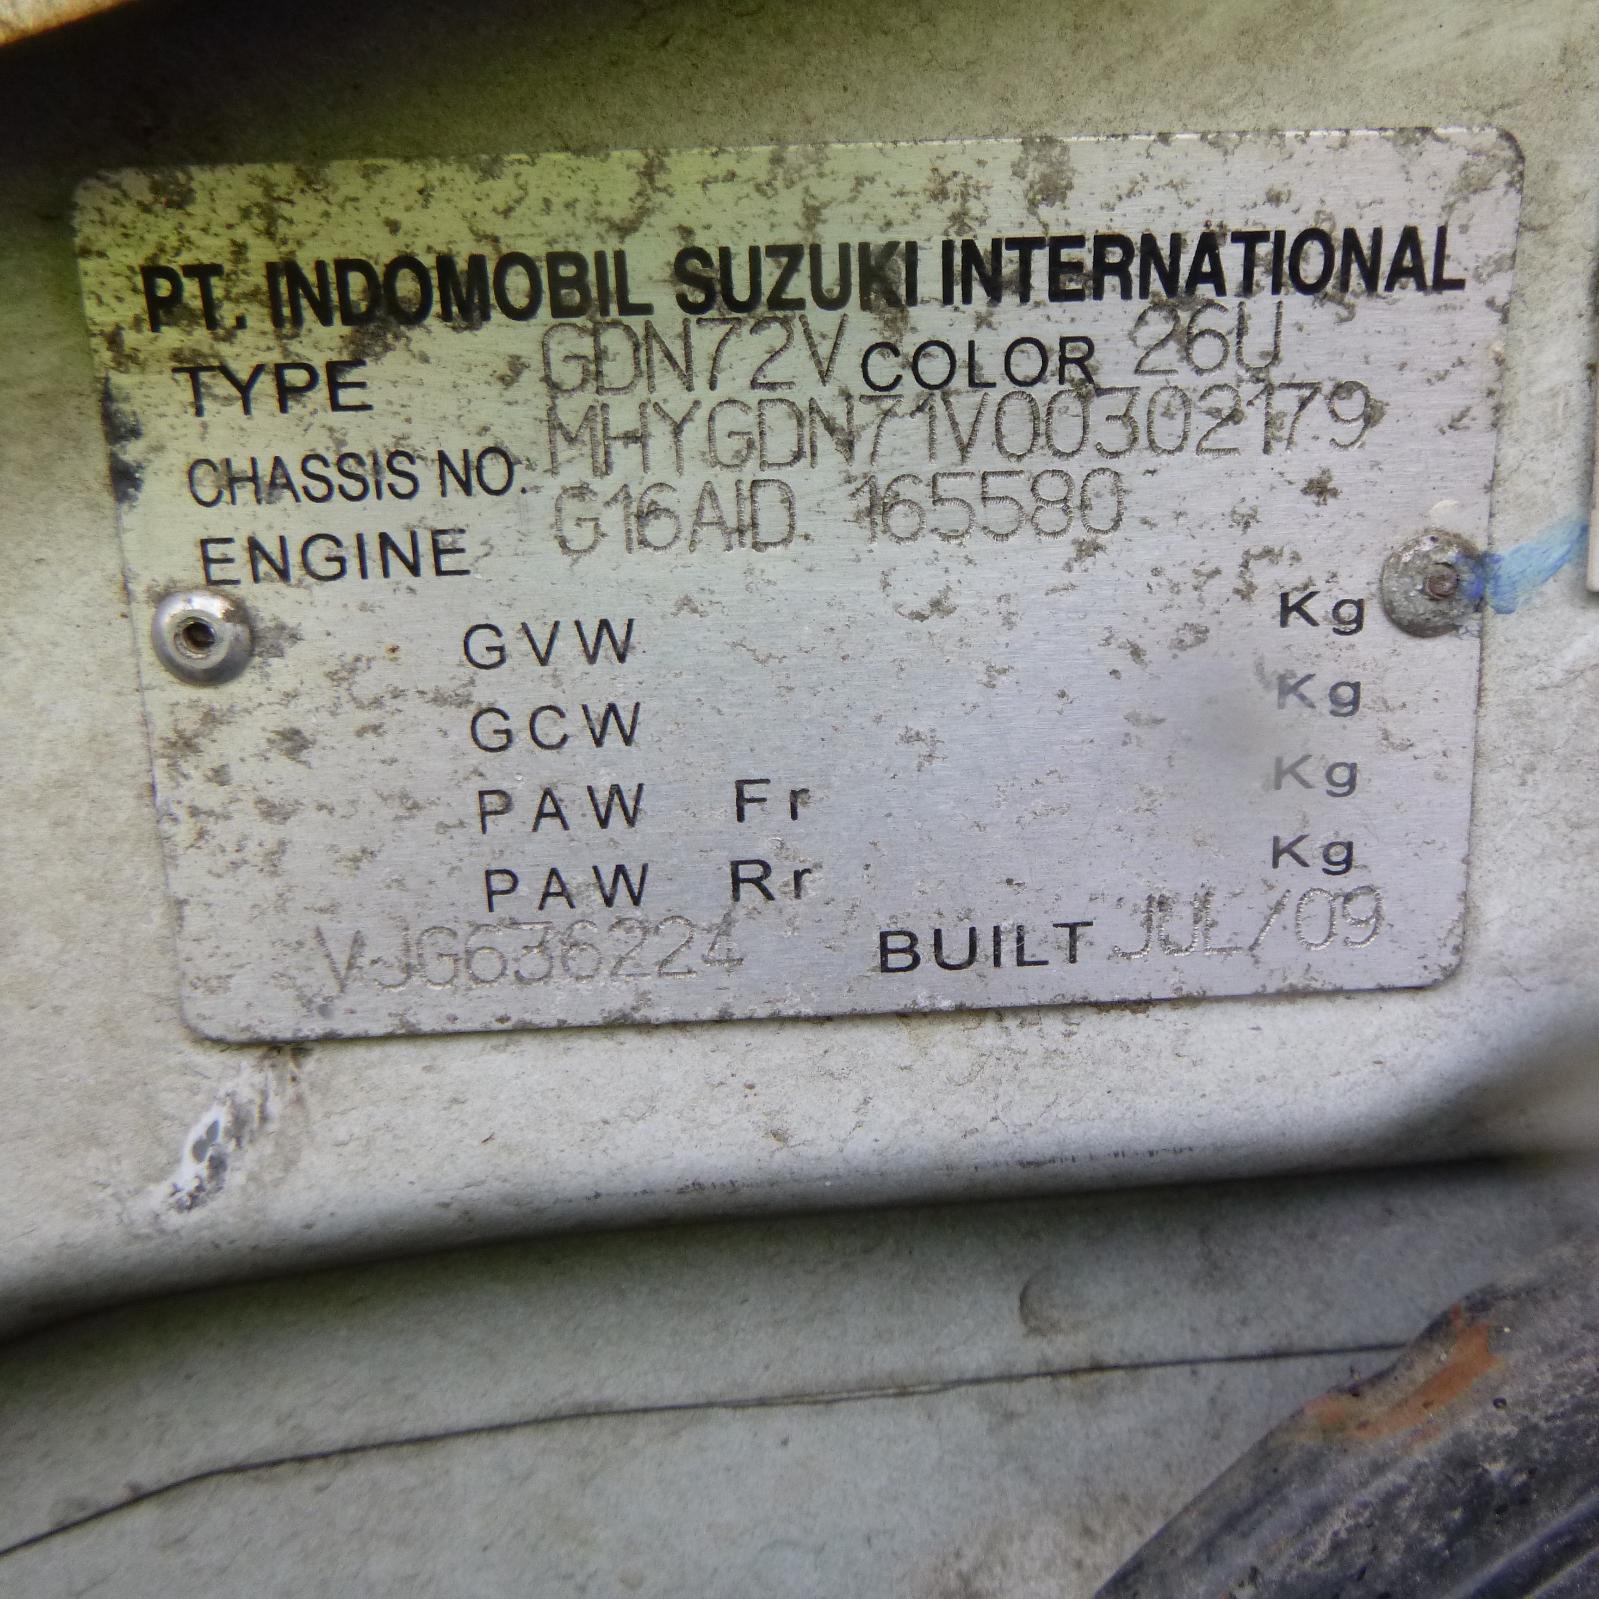 PT. INDOMOBIL SUZUKI INTERNATIONAL
TYPE GDN72V COLOR 26U
CHASSIS NO. MHYGDN71V00302179
ENGINE G16AID 165580
GVW Kg
GCW Kg
PAW Fr Kg
PAW Rr Kg
VJG636224 BUILT JUL/09